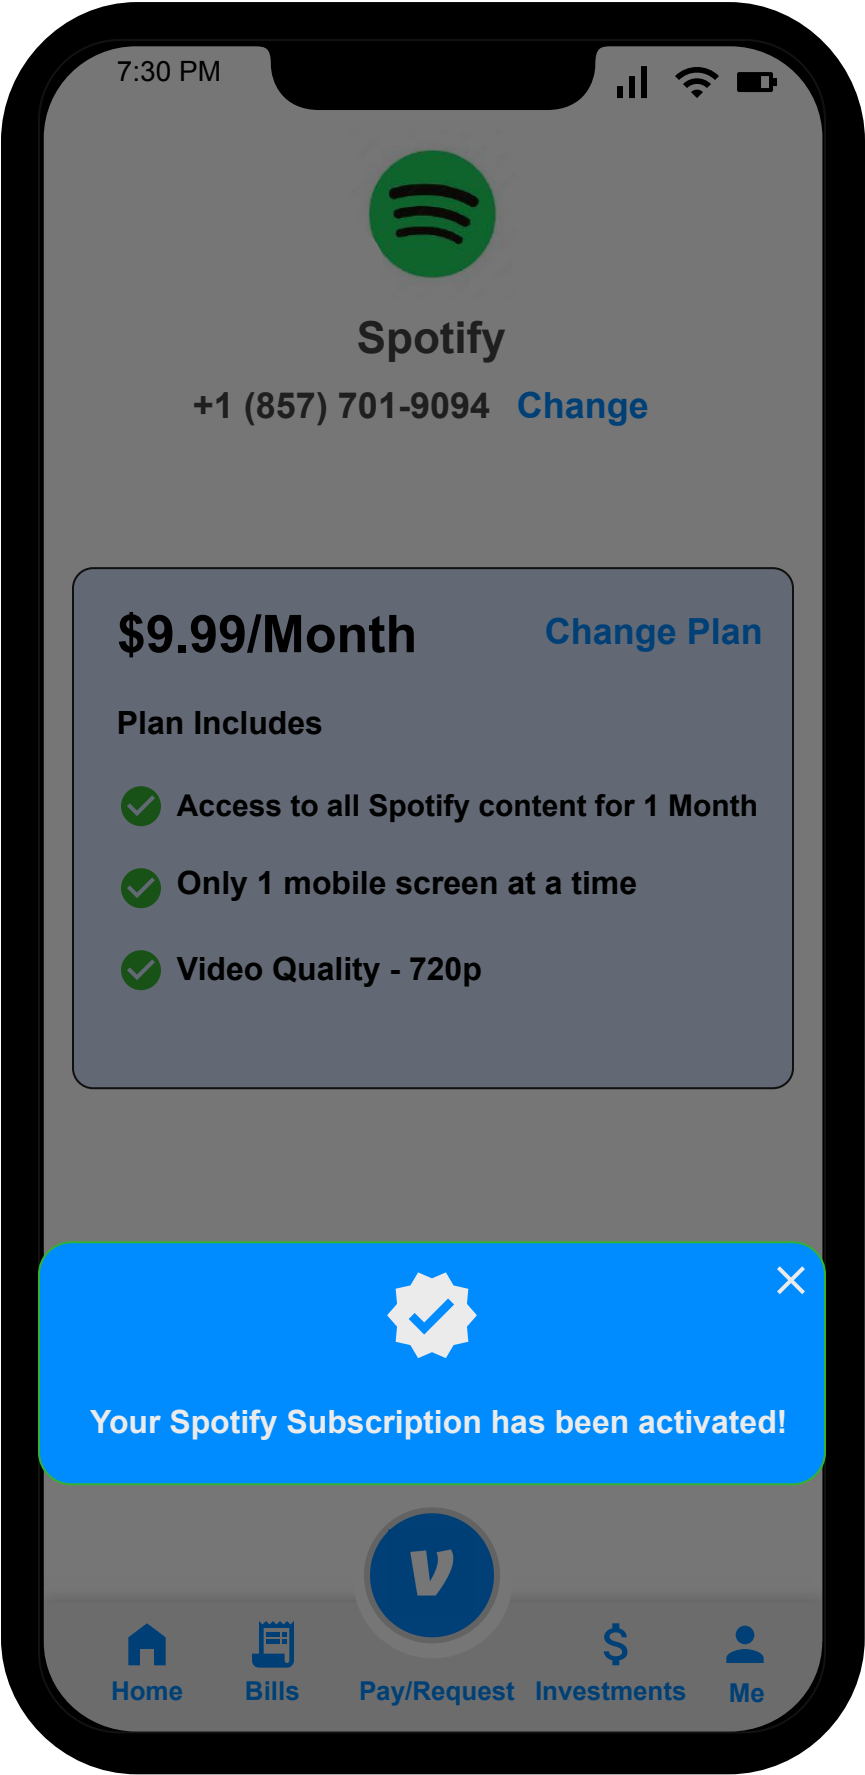 7:30 PM
Spotify
+1 (857) 701-9094 Change
$9.99/Month Change Plan
Plan Includes
Access to all Spotify content for 1 Month
Only 1 mobile screen at a time
Video Quality - 720p
Your Spotify Subscription has been activated!
Home Bills Pay/Request Investments Me